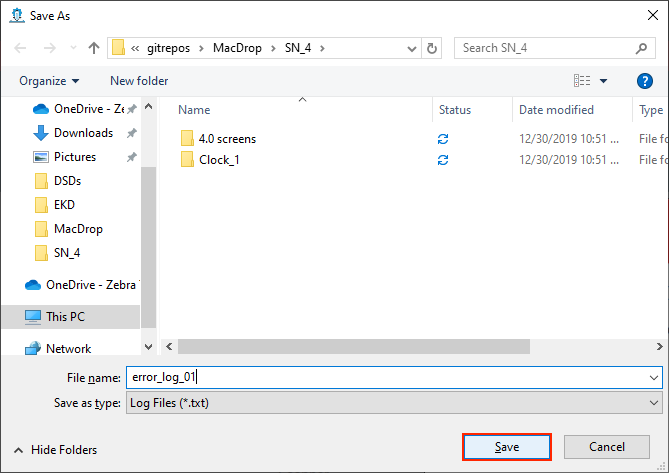 Save As
« gitrepos > MacDrop > SN_4 >
Search SN_4
Organize
New folder
?
Name
Status
Date modified
Type
OneDrive - Ze
Downloads
Pictures
DSDs
EKD
MacDrop
SN_4
OneDrive - Zebra
This PC
Network
4.0 screens
12/30/2019 10:51 ...
File fo
Clock_1
12/30/2019 10:51 ...
File fo
File name:
error_log_01
Save as type:
Log Files (*.txt)
Hide Folders
Save
Cancel